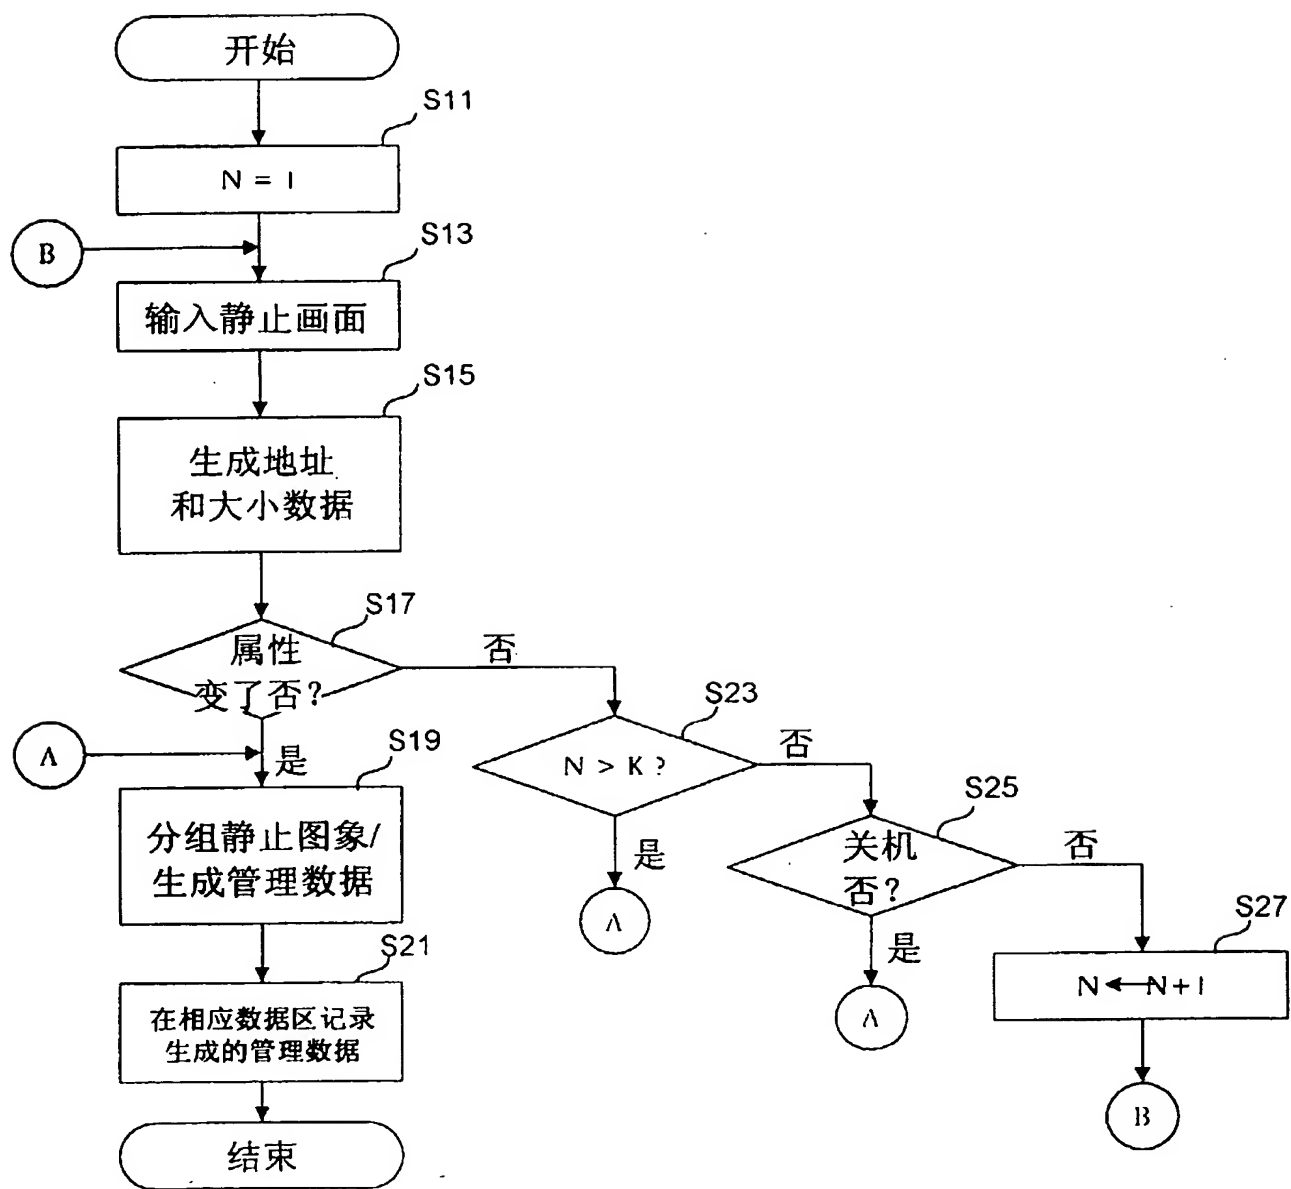 开始
S11
N = 1
B
S13
输入静止画面
S15
生成地址
和大小数据
S17
属性
变了否?
否
A
是
S19
分组静止图象/
生成管理数据
S21
在相应数据区记录
生成的管理数据
结束
S23
N > K ?
否
是
A
S25
关机
否?
否
是
A
S27
N←N+1
B